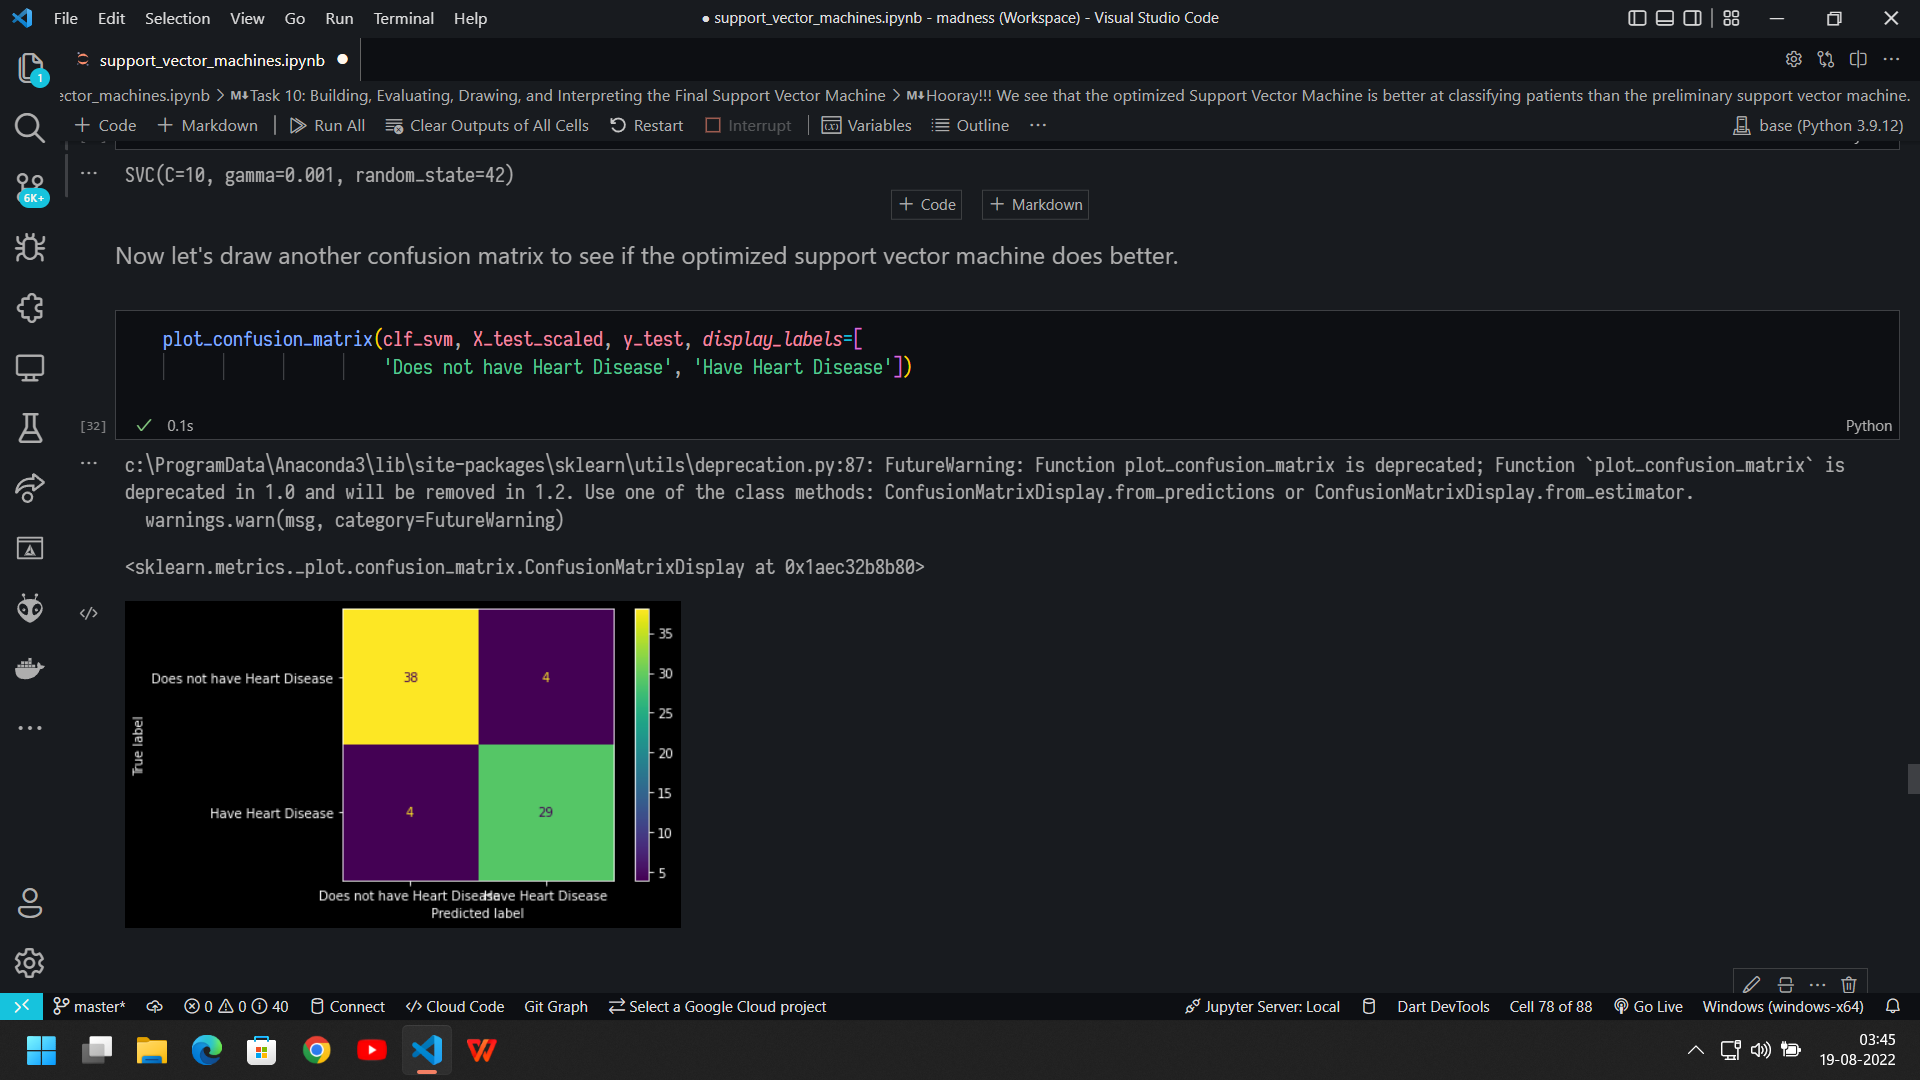 File Edit Selection View Go Run Terminal Help
● support_vector_machines.ipynb - madness (Workspace) - Visual Studio Code
1
support_vector_machines.ipynb ●
ector_machines.ipynb > M↓Task 10: Building, Evaluating, Drawing, and Interpreting the Final Support Vector Machine > M↓Hooray!!! We see that the optimized Support Vector Machine is better at classifying patients than the preliminary support vector machine.
+ Code + Markdown | Run All Clear Outputs of All Cells Restart Interrupt | Variables Outline ···
base (Python 3.9.12)
··· SVC(C=10, gamma=0.001, random_state=42)
6K+
+ Code + Markdown
Now let's draw another confusion matrix to see if the optimized support vector machine does better.
plot_confusion_matrix(clf_svm, X_test_scaled, y_test, display_labels=[
'Does not have Heart Disease', 'Have Heart Disease'])
[32] ✓ 0.1s
Python
··· c:\ProgramData\Anaconda3\lib\site-packages\sklearn\utils\deprecation.py:87: FutureWarning: Function plot_confusion_matrix is deprecated; Function `plot_confusion_matrix` is
deprecated in 1.0 and will be removed in 1.2. Use one of the class methods: ConfusionMatrixDisplay.from_predictions or ConfusionMatrixDisplay.from_estimator.
warnings.warn(msg, category=FutureWarning)
<sklearn.metrics._plot.confusion_matrix.ConfusionMatrixDisplay at 0x1aec32b8b80>
</>
35
Does not have Heart Disease 38 4
30
25
True label
20
15
Have Heart Disease 4 29
10
5
Does not have Heart Disease Have Heart Disease
Predicted label
master* 0 0 40 Connect </> Cloud Code Git Graph Select a Google Cloud project
Jupyter Server: Local Dart DevTools Cell 78 of 88 Go Live Windows (windows-x64)
03:45
19-08-2022